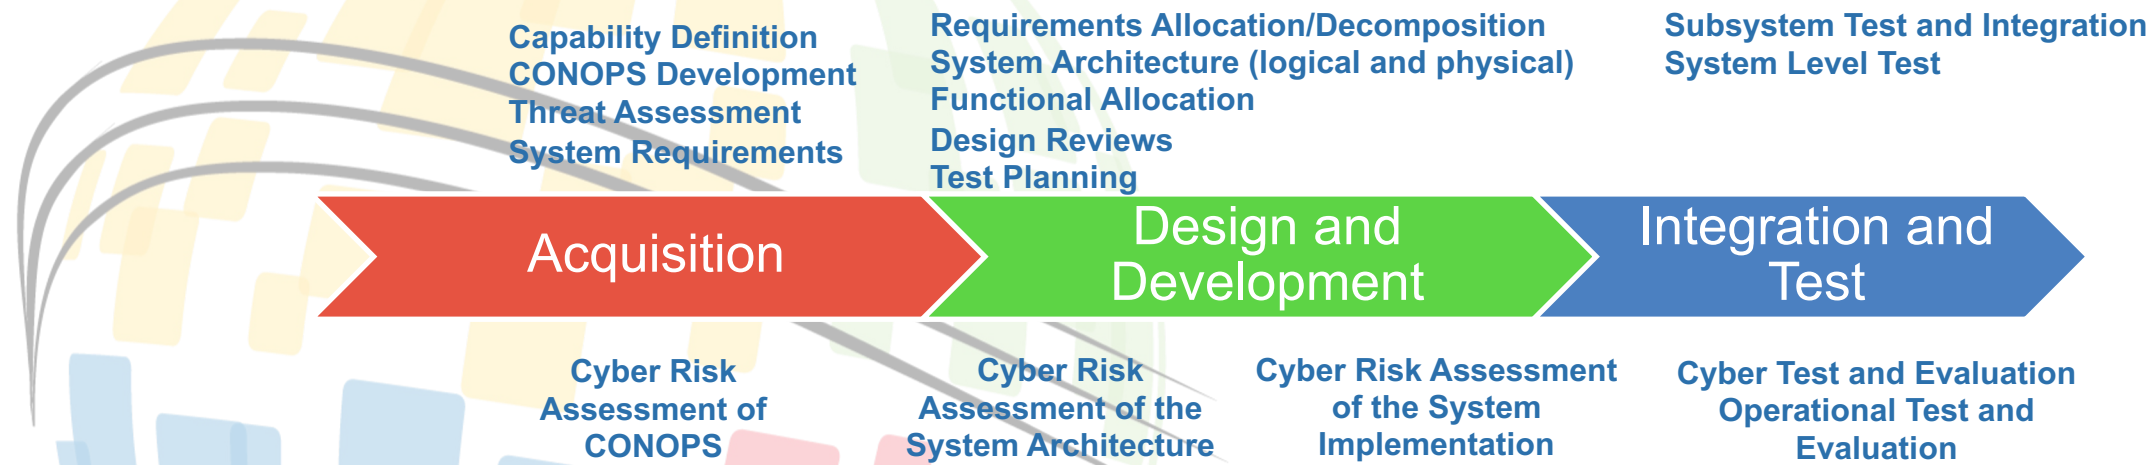 Capability Definition
CONOPS Development
Threat Assessment
System Requirements
Requirements Allocation/Decomposition
System Architecture (logical and physical)
Functional Allocation
Design Reviews
Test Planning
Subsystem Test and Integration
System Level Test
Acquisition
Design and
Development
Integration and
Test
Cyber Risk
Assessment of
CONOPS
Cyber Risk
Assessment of the
System Architecture
Cyber Risk Assessment
of the System
Implementation
Cyber Test and Evaluation
Operational Test and
Evaluation